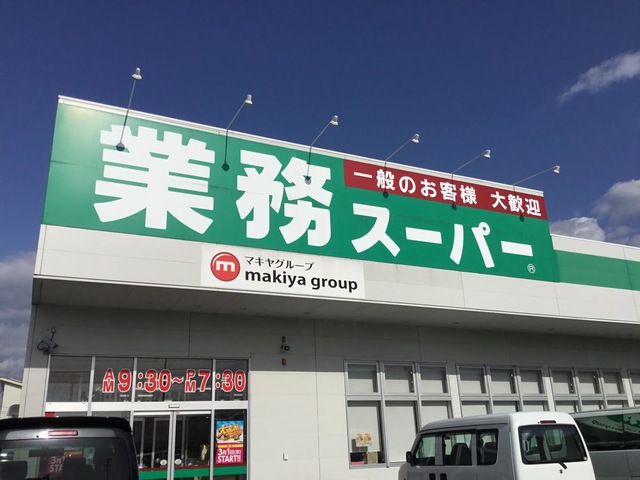 一般のお客様 大歓迎
業務スーパー
®
マキヤグループ
m makiya group
AM9:30~PM7:30
3月1日
START!!